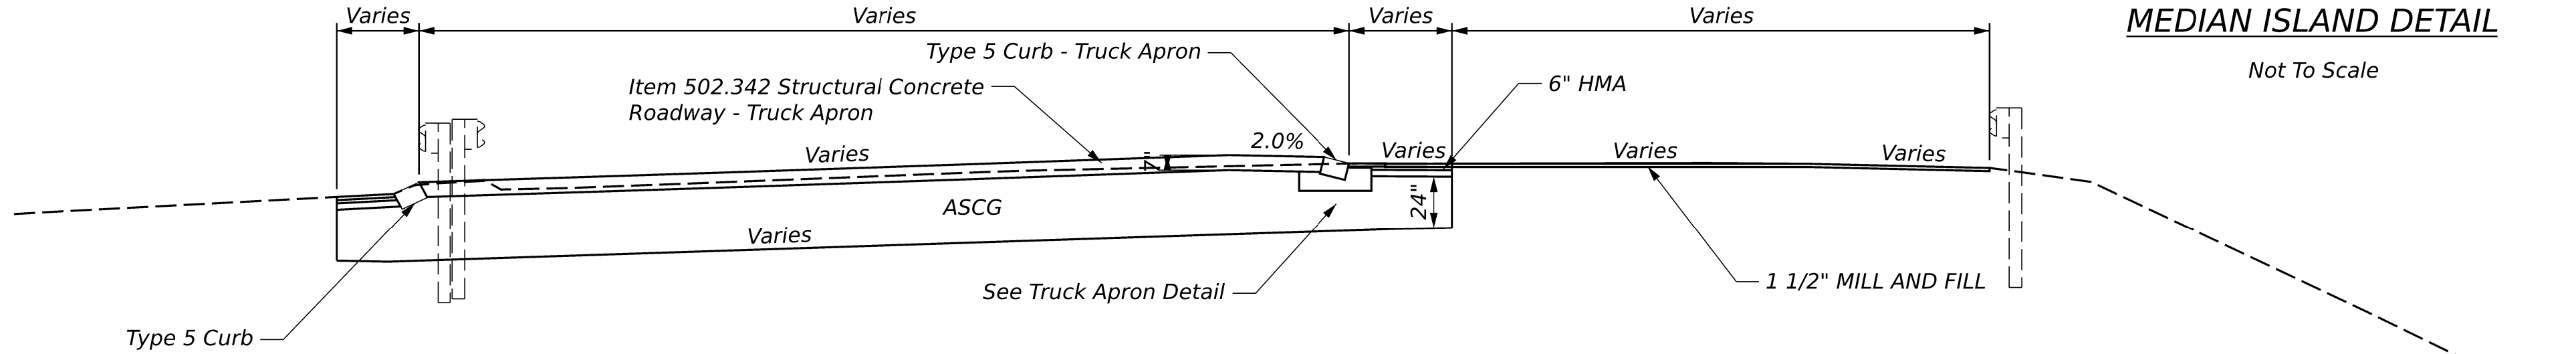 Varies
Varies
Varies
Varies
MEDIAN ISLAND DETAIL
Not To Scale
Type 5 Curb - Truck Apron
Item 502.342 Structural Concrete
Roadway - Truck Apron
6" HMA
2.0%
7"
Varies
Varies
Varies
Varies
24"
ASCG
Varies
See Truck Apron Detail
1 1/2" MILL AND FILL
Type 5 Curb